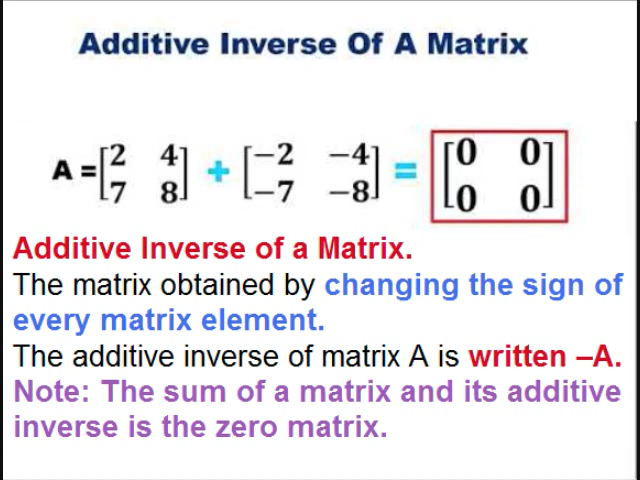 Additive Inverse Of A Matrix
A = [2 4] + [−2 −4] = [0 0]
[7 8] [−7 −8] [0 0]
Additive Inverse of a Matrix.
The matrix obtained by changing the sign of
every matrix element.
The additive inverse of matrix A is written –A.
Note: The sum of a matrix and its additive
inverse is the zero matrix.